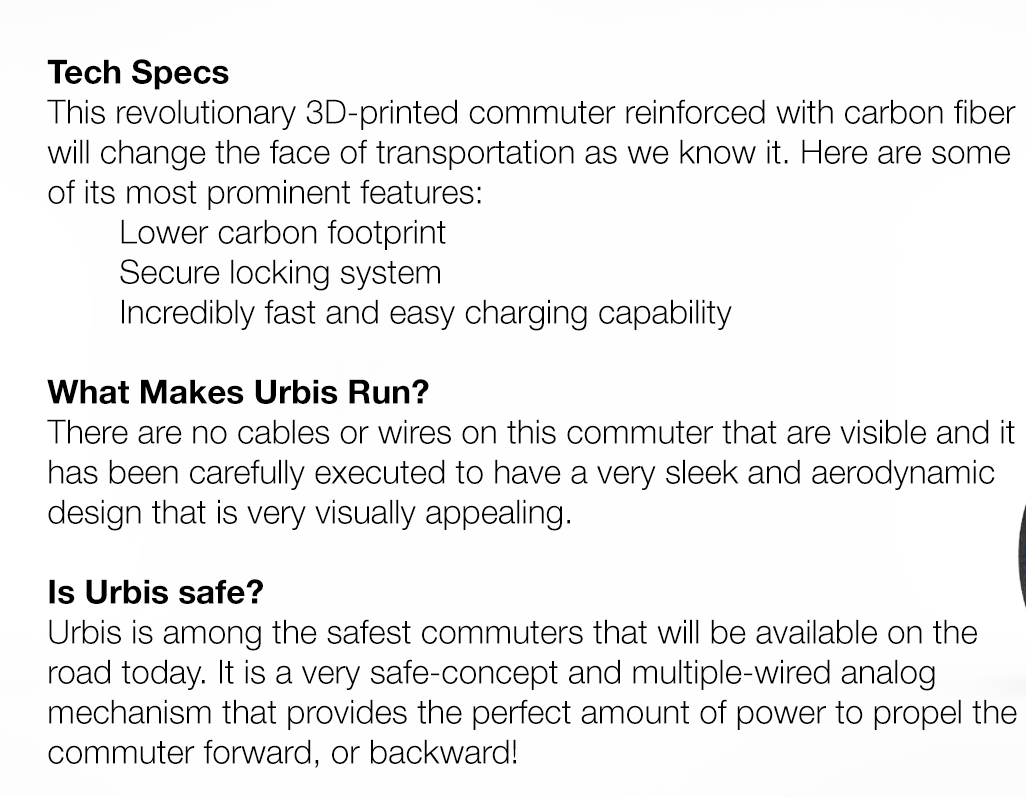 Tech Specs
This revolutionary 3D-printed commuter reinforced with carbon fiber
will change the face of transportation as we know it. Here are some
of its most prominent features:
Lower carbon footprint
Secure locking system
Incredibly fast and easy charging capability
What Makes Urbis Run?
There are no cables or wires on this commuter that are visible and it
has been carefully executed to have a very sleek and aerodynamic
design that is very visually appealing.
Is Urbis safe?
Urbis is among the safest commuters that will be available on the
road today. It is a very safe-concept and multiple-wired analog
mechanism that provides the perfect amount of power to propel the
commuter forward, or backward!